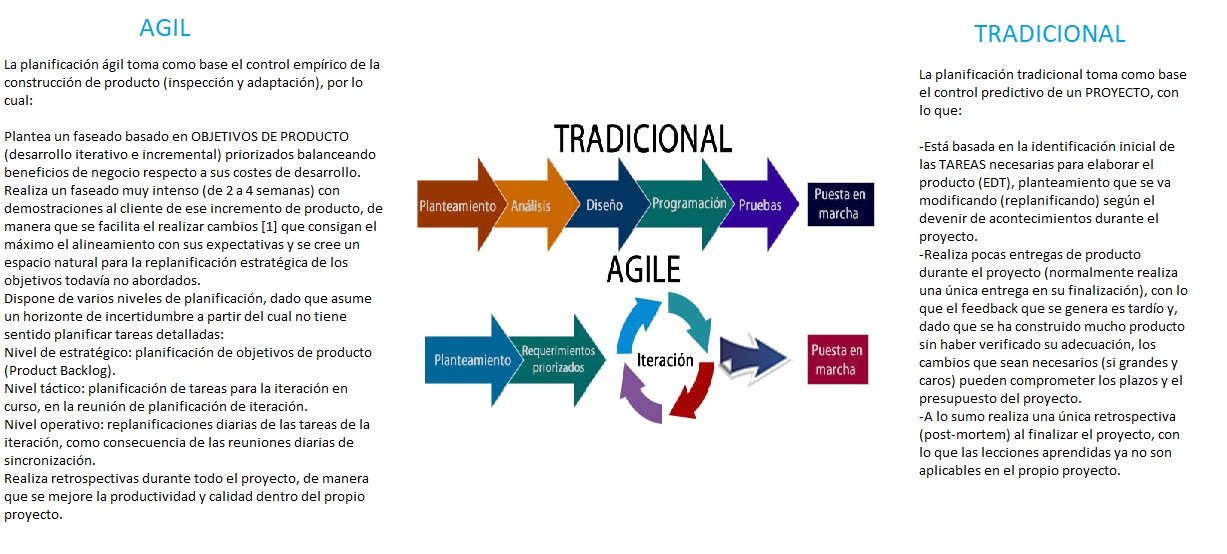 AGIL
La planificación ágil toma como base el control empírico de la
construcción de producto (inspección y adaptación), por lo
cual:
Plantea un faseado basado en OBJETIVOS DE PRODUCTO
(desarrollo iterativo e incremental) priorizados balanceando
beneficios de negocio respecto a sus costes de desarrollo.
Realiza un faseado muy intenso (de 2 a 4 semanas) con
demostraciones al cliente de ese incremento de producto, de
manera que se facilita el realizar cambios [1] que consigan el
máximo el alineamiento con sus expectativas y se cree un
espacio natural para la replanificación estratégica de los
objetivos todavía no abordados.
Dispone de varios niveles de planificación, dado que asume
un horizonte de incertidumbre a partir del cual no tiene
sentido planificar tareas detalladas:
Nivel de estratégico: planificación de objetivos de producto
(Product Backlog).
Nivel táctico: planificación de tareas para la iteración en
curso, en la reunión de planificación de iteración.
Nivel operativo: replanificaciones diarias de las tareas de la
iteración, como consecuencia de las reuniones diarias de
sincronización.
Realiza retrospectivas durante todo el proyecto, de manera
que se mejore la productividad y calidad dentro del propio
proyecto.
TRADICIONAL
Planteamiento
Análisis
Diseño
Programación
Pruebas
Puesta en
marcha
AGILE
Planteamiento
Requerimientos
priorizados
Iteración
Puesta en
marcha
TRADICIONAL
La planificación tradicional toma como base
el control predictivo de un PROYECTO, con
lo que:
-Está basada en la identificación inicial de
las TAREAS necesarias para elaborar el
producto (EDT), planteamiento que se va
modificando (replanificando) según el
devenir de acontecimientos durante el
proyecto.
-Realiza pocas entregas de producto
durante el proyecto (normalmente realiza
una única entrega en su finalización), con lo
que el feedback que se genera es tardío y,
dado que se ha construido mucho producto
sin haber verificado su adecuación, los
cambios que sean necesarios (si grandes y
caros) pueden comprometer los plazos y el
presupuesto del proyecto.
-A lo sumo realiza una única retrospectiva
(post-mortem) al finalizar el proyecto, con
lo que las lecciones aprendidas ya no son
aplicables en el propio proyecto.